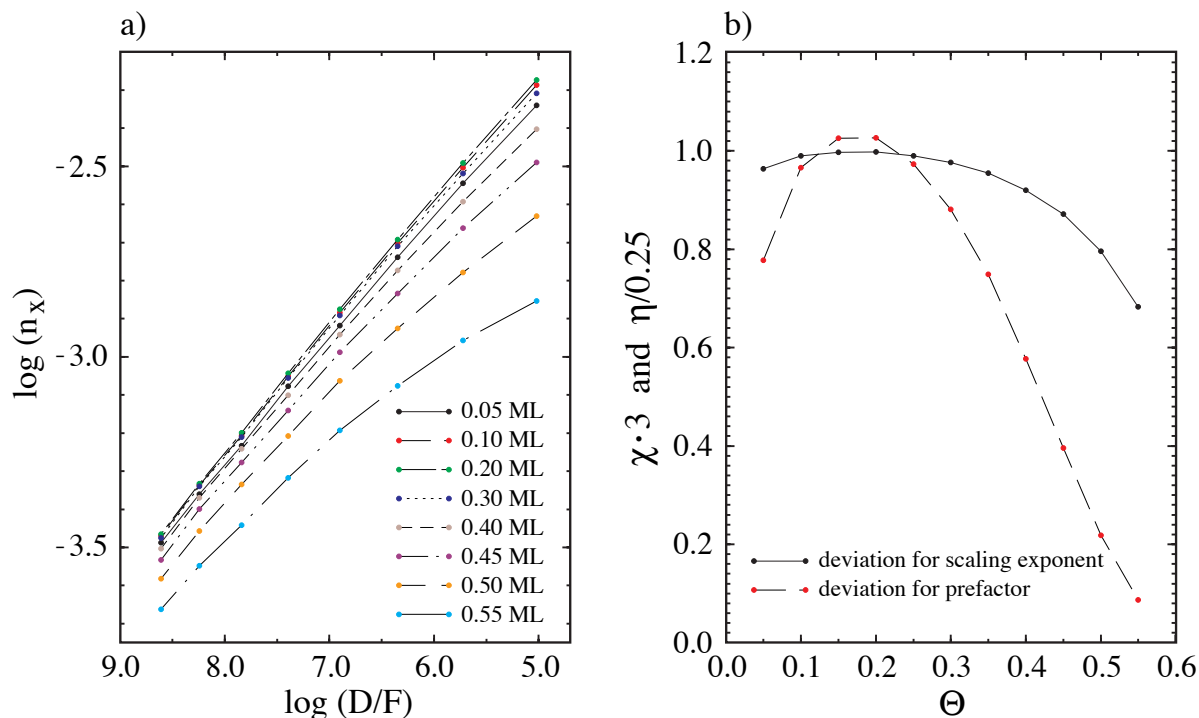 a)
log (n_X)
-2.5
-3.0
-3.5
9.0 8.0 7.0 6.0 5.0
log (D/F)
0.05 ML
0.10 ML
0.20 ML
0.30 ML
0.40 ML
0.45 ML
0.50 ML
0.55 ML
b)
χ·3 and η/0.25
1.2
1.0
0.8
0.6
0.4
0.2
0.0
0.0 0.1 0.2 0.3 0.4 0.5 0.6
Θ
deviation for scaling exponent
deviation for prefactor